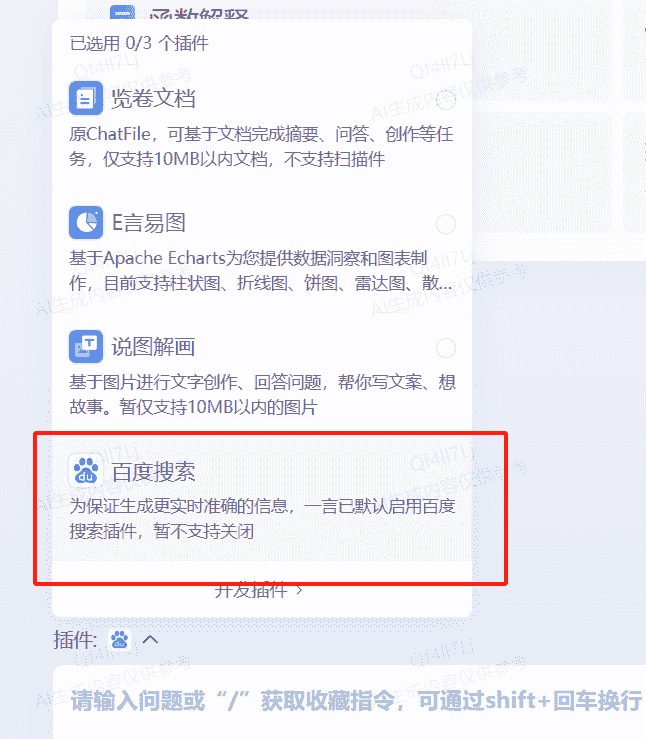 函数解释
已选用 0/3 个插件
览卷文档
原ChatFile，可基于文档完成摘要、问答、创作等任
务，仅支持10MB以内文档，不支持扫描件
E言易图
基于Apache Echarts为您提供数据洞察和图表制
作，目前支持柱状图、折线图、饼图、雷达图、散...
说图解画
基于图片进行文字创作、回答问题，帮你写文案、想
故事。暂仅支持10MB以内的图片
百度搜索
为保证生成更实时准确的信息，一言已默认启用百度
搜索插件，暂不支持关闭
开发插件 >
插件:
请输入问题或“/”获取收藏指令，可通过shift+回车换行